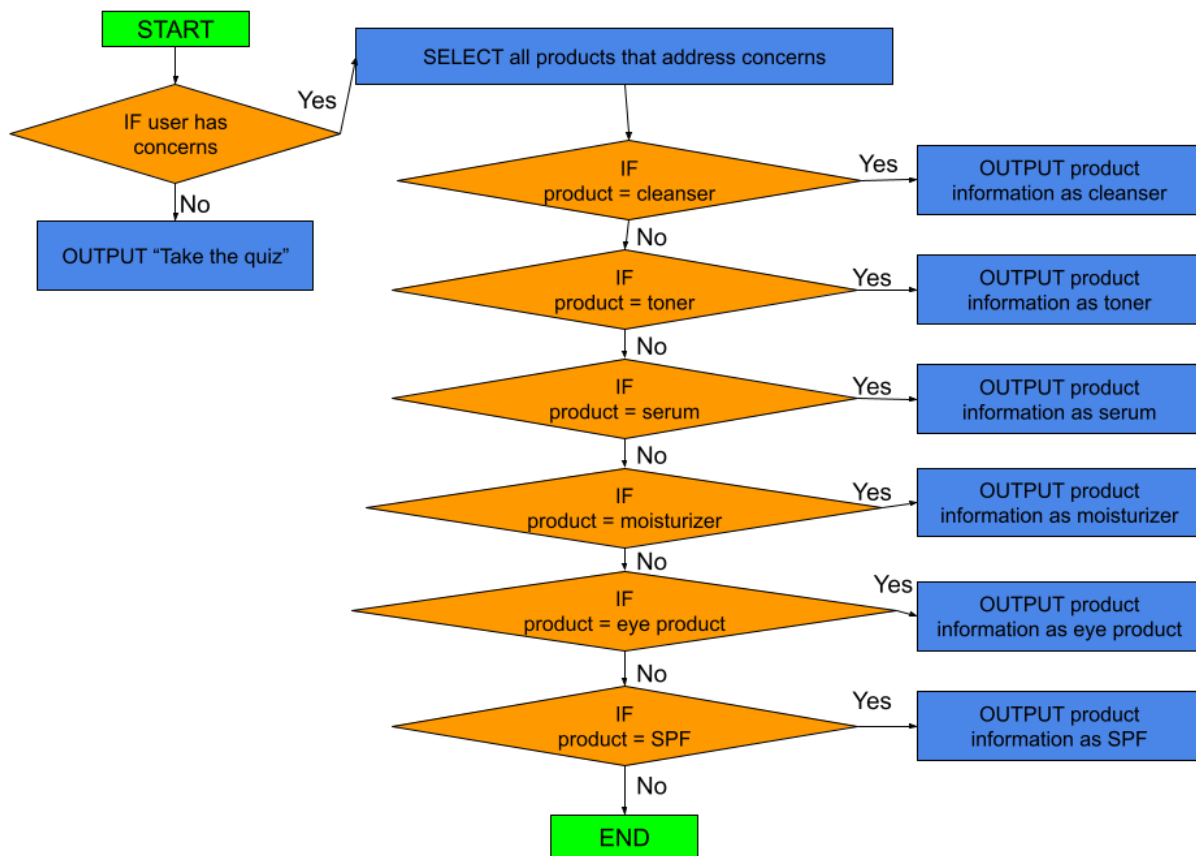 START
SELECT all products that address concerns
Yes
IF user has
concerns
No
OUTPUT “Take the quiz”
IF
product = cleanser
Yes
OUTPUT product
information as cleanser
No
IF
product = toner
Yes
OUTPUT product
information as toner
No
IF
product = serum
Yes
OUTPUT product
information as serum
No
IF
product = moisturizer
Yes
OUTPUT product
information as moisturizer
No
IF
product = eye product
Yes
OUTPUT product
information as eye product
No
IF
product = SPF
Yes
OUTPUT product
information as SPF
No
END